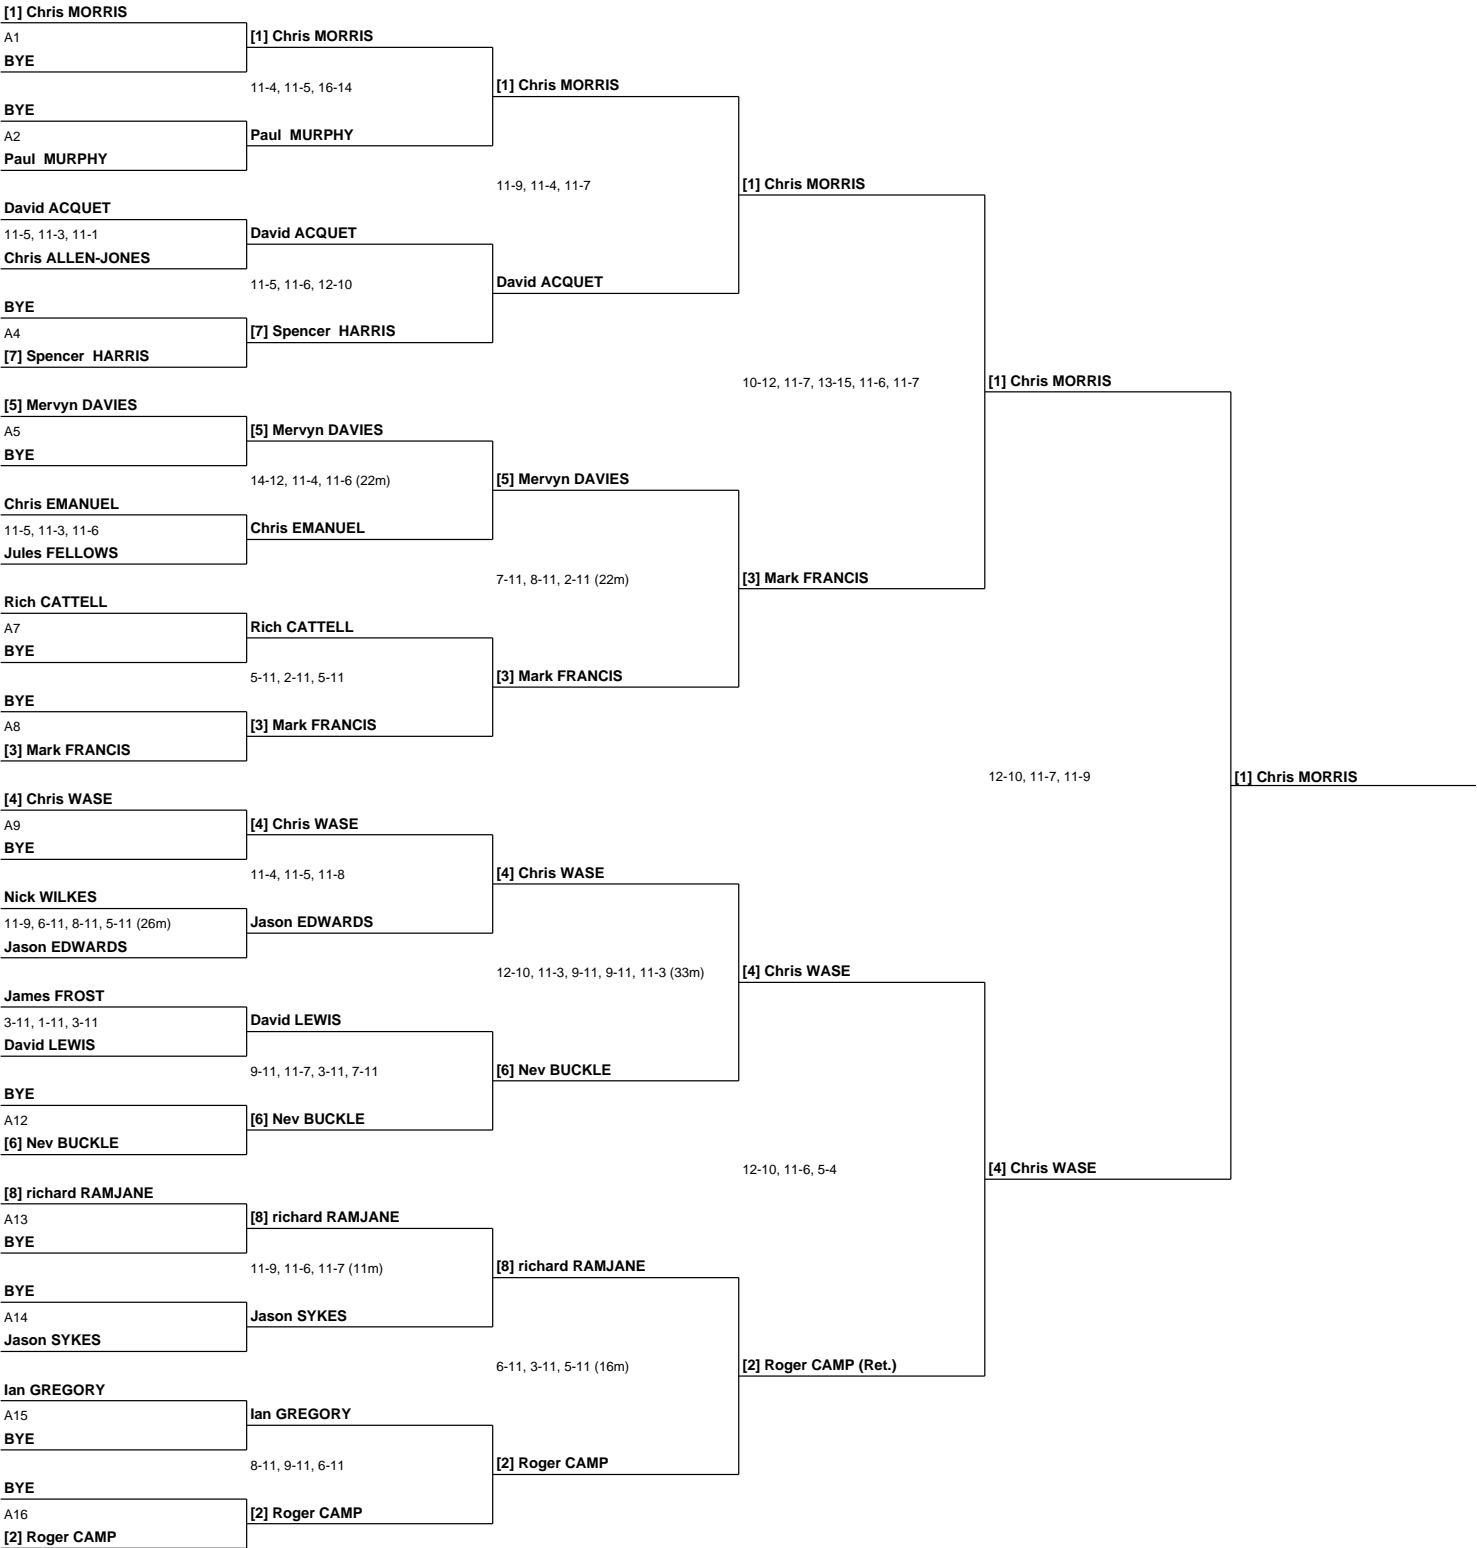 [1] Chris MORRIS
A1
BYE
BYE
A2
Paul  MURPHY
David ACQUET
11-5, 11-3, 11-1
Chris ALLEN-JONES
BYE
A4
[7] Spencer  HARRIS
[5] Mervyn DAVIES
A5
BYE
Chris EMANUEL
11-5, 11-3, 11-6
Jules FELLOWS
Rich CATTELL
A7
BYE
BYE
A8
[3] Mark FRANCIS
[4] Chris WASE
A9
BYE
Nick WILKES
11-9, 6-11, 8-11, 5-11 (26m)
Jason EDWARDS
James FROST
3-11, 1-11, 3-11
David LEWIS
BYE
A12
[6] Nev BUCKLE
[8] richard RAMJANE
A13
BYE
BYE
A14
Jason SYKES
Ian GREGORY
A15
BYE
BYE
A16
[2] Roger CAMP
[1] Chris MORRIS
11-4, 11-5, 16-14
Paul  MURPHY
David ACQUET
11-5, 11-6, 12-10
[7] Spencer  HARRIS
[5] Mervyn DAVIES
14-12, 11-4, 11-6 (22m)
Chris EMANUEL
Rich CATTELL
5-11, 2-11, 5-11
[3] Mark FRANCIS
[4] Chris WASE
11-4, 11-5, 11-8
Jason EDWARDS
David LEWIS
9-11, 11-7, 3-11, 7-11
[6] Nev BUCKLE
[8] richard RAMJANE
11-9, 11-6, 11-7 (11m)
Jason SYKES
Ian GREGORY
8-11, 9-11, 6-11
[2] Roger CAMP
[1] Chris MORRIS
11-9, 11-4, 11-7
David ACQUET
[5] Mervyn DAVIES
7-11, 8-11, 2-11 (22m)
[3] Mark FRANCIS
[4] Chris WASE
12-10, 11-3, 9-11, 9-11, 11-3 (33m)
[6] Nev BUCKLE
[8] richard RAMJANE
6-11, 3-11, 5-11 (16m)
[2] Roger CAMP
[1] Chris MORRIS
10-12, 11-7, 13-15, 11-6, 11-7
[3] Mark FRANCIS
[4] Chris WASE
12-10, 11-6, 5-4
[2] Roger CAMP (Ret.)
[1] Chris MORRIS
12-10, 11-7, 11-9
[4] Chris WASE
[1] Chris MORRIS